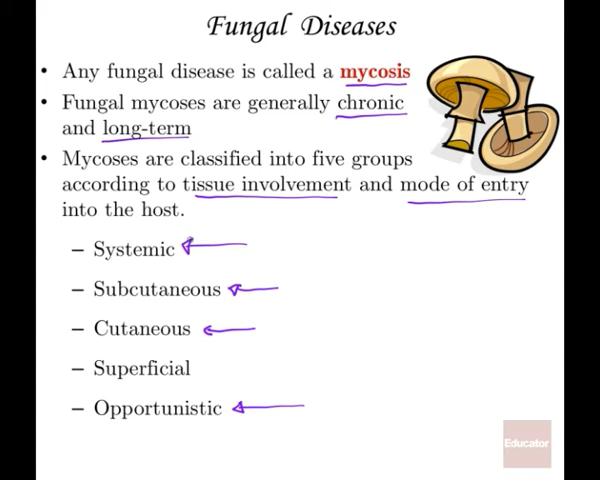 Fungal Diseases
• Any fungal disease is called a mycosis
• Fungal mycoses are generally chronic
and long-term
• Mycoses are classified into five groups
according to tissue involvement and mode of entry
into the host.
– Systemic
– Subcutaneous
– Cutaneous
– Superficial
– Opportunistic
Educator